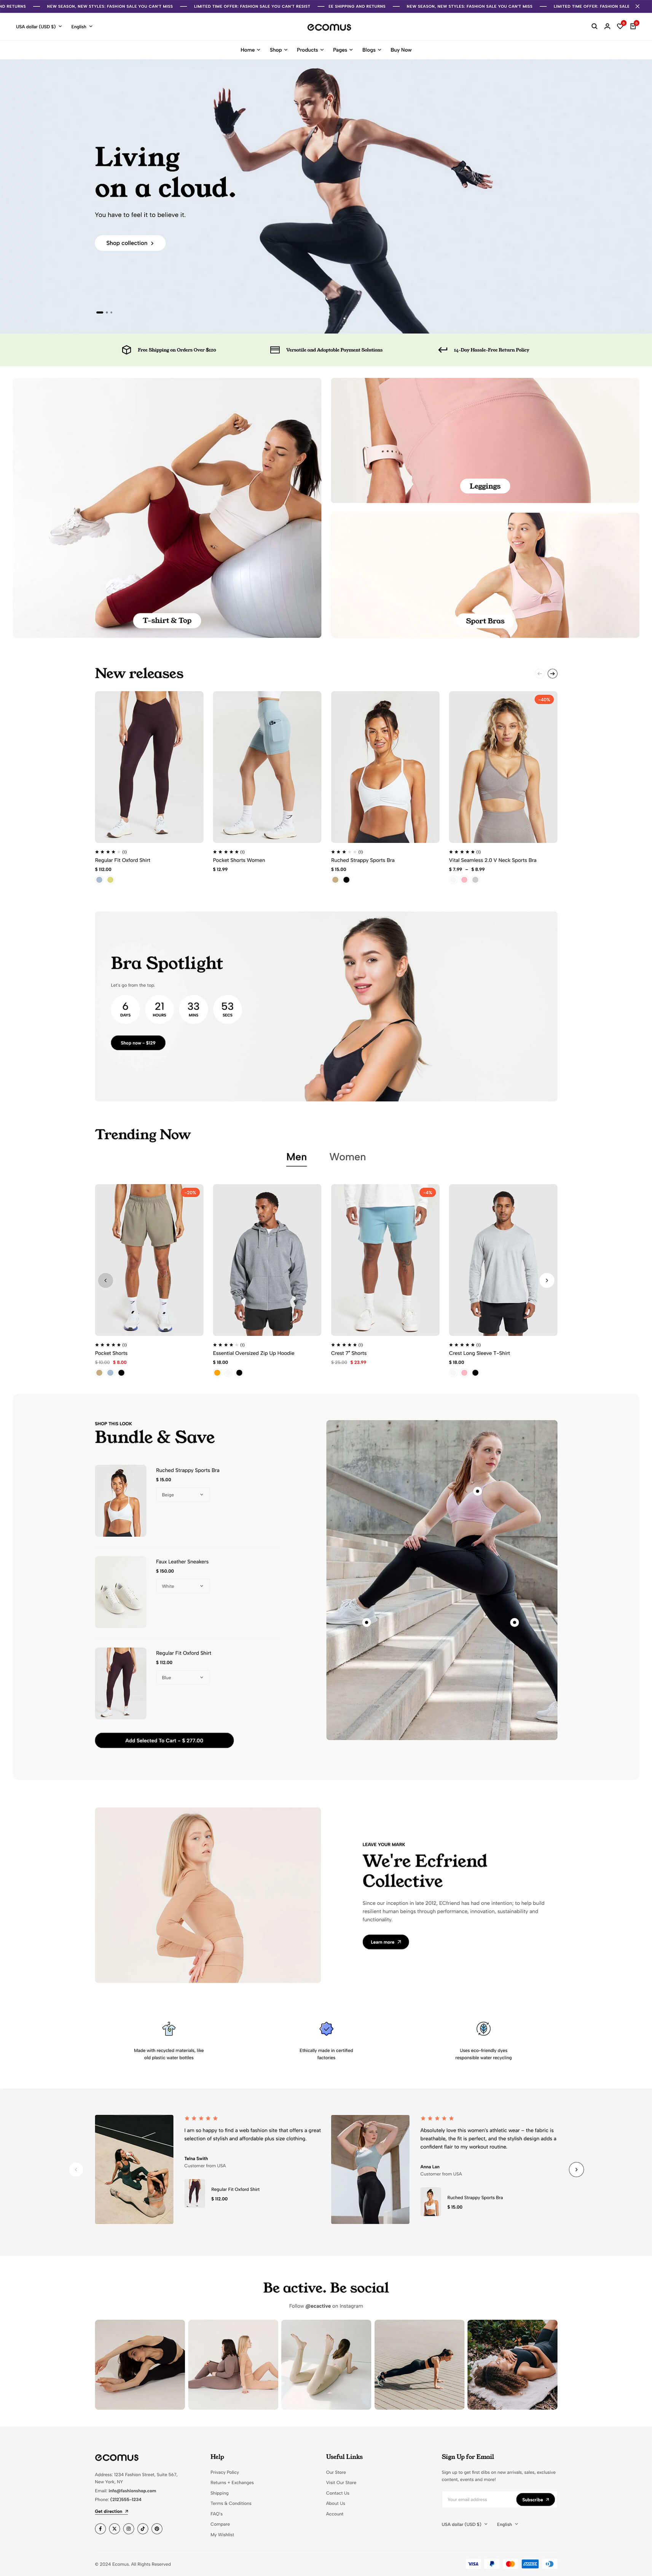 ND RETURNS — NEW SEASON, NEW STYLES: FASHION SALE YOU CAN'T MISS — LIMITED TIME OFFER: FASHION SALE YOU CAN'T RESIST — EE SHIPPING AND RETURNS — NEW SEASON, NEW STYLES: FASHION SALE YOU CAN'T MISS — LIMITED TIME OFFER: FASHION SALE
USA dollar (USD $) English
ecomus
0 0
Home Shop Products Pages Blogs Buy Now
Living
on a cloud.
You have to feel it to believe it.
Shop collection
Free Shipping on Orders Over $120
Versatile and Adaptable Payment Solutions
14-Day Hassle-Free Return Policy
T-shirt & Top
Leggings
Sport Bras
New releases
-40%
Regular Fit Oxford Shirt
$ 112.00
Pocket Shorts Women
$ 12.99
Ruched Strappy Sports Bra
$ 15.00
Vital Seamless 2.0 V Neck Sports Bra
$ 7.99 – $ 8.99
Bra Spotlight
Let's go from the top.
6 21 33 53
DAYS HOURS MINS SECS
Shop now - $129
Trending Now
Men Women
Pocket Shorts
$ 11.00
Essential Oversized Zip Up Hoodie
$ 18.00
-4%
Crest 7" Shorts
$ 25.00 $ 23.99
Crest Long Sleeve T-Shirt
$ 18.00
SHOP THIS LOOK
Bundle & Save
Ruched Strappy Sports Bra
$ 15.00
Beige
Faux Leather Sneakers
$ 150.00
White
Regular Fit Oxford Shirt
$ 112.00
Blue
Add Selected To Cart - $ 277.00
LEAVE YOUR MARK
We're Ecfriend
Collective
Since our inception in late 2012, ECfriend has had one intention; to help build
resilient human beings through performance, innovation, sustainability and
functionality.
Learn more
Made with recycled materials, like
old plastic water bottles
Ethically made in certified
factories
Uses eco-friendly dyes
responsible water recycling
I am so happy to find a web fashion site that offers a great
selection of stylish and affordable plus size clothing.
Telna Swith
Customer from USA
Regular Fit Oxford Shirt
$ 112.00
Absolutely love this women's athletic wear – the fabric is
breathable, the fit is perfect, and the stylish design adds a
confident flair to my workout routine.
Anna Lan
Customer from USA
Ruched Strappy Sports Bra
$ 15.00
Be active. Be social
Follow @ecactive on Instagram
ecomus
Address: 1234 Fashion Street, Suite 567,
New York, NY
Email: info@fashionshop.com
Phone: (212)555-1234
Get direction
Help
Privacy Policy
Returns + Exchanges
Shipping
Terms & Conditions
FAQ's
Compare
My Wishlist
Useful Links
Our Store
Visit Our Store
Contact Us
About Us
Account
Sign Up for Email
Sign up to get first dibs on new arrivals, sales, exclusive
content, events and more!
Your email address Subscribe
USA dollar (USD $) English
© 2024 Ecomus. All Rights Reserved
VISA